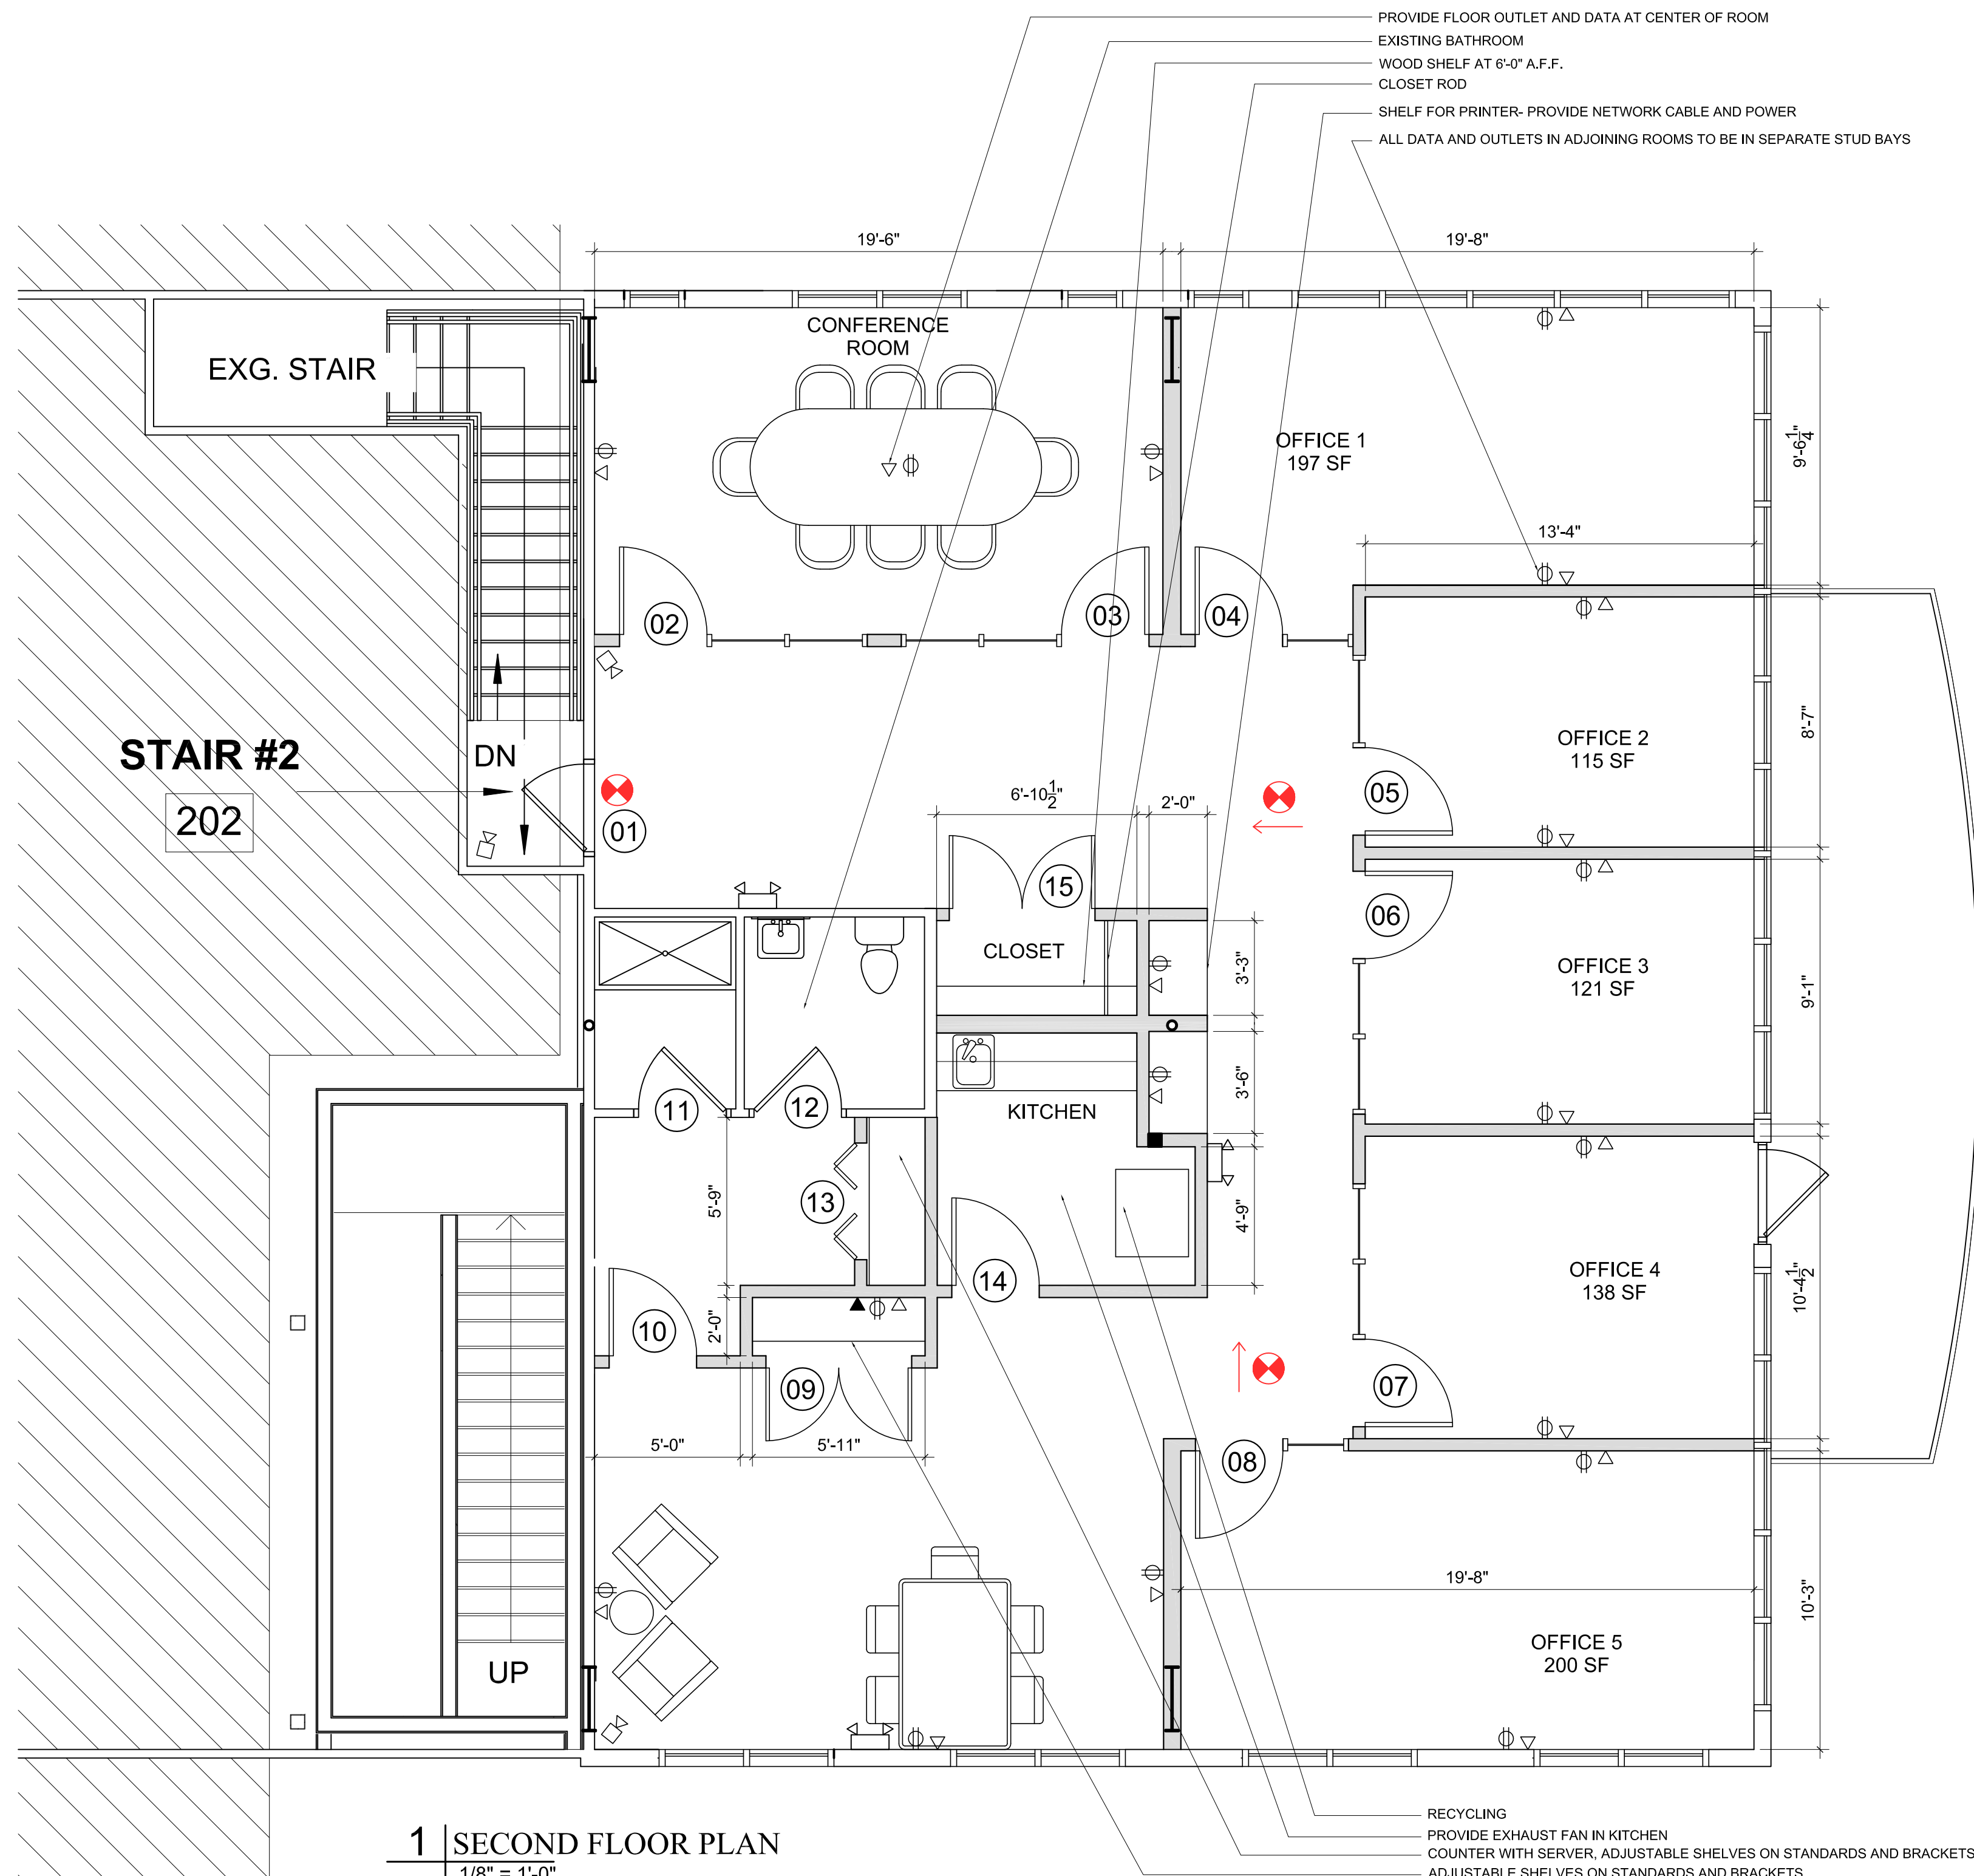 PROVIDE FLOOR OUTLET AND DATA AT CENTER OF ROOM
EXISTING BATHROOM
WOOD SHELF AT 6'-0" A.F.F.
CLOSET ROD
SHELF FOR PRINTER- PROVIDE NETWORK CABLE AND POWER
ALL DATA AND OUTLETS IN ADJOINING ROOMS TO BE IN SEPARATE STUD BAYS
19'-6"
19'-8"
CONFERENCE
ROOM
EXG. STAIR
OFFICE 1
197 SF
9'-6 1/4"
13'-4"
02
03
04
STAIR #2
202
DN
01
OFFICE 2
115 SF
8'-7"
05
6'-10 1/2"
2'-0"
15
06
CLOSET
3'-3"
OFFICE 3
121 SF
9'-1"
11
12
KITCHEN
3'-6"
5'-9"
13
4'-9"
14
OFFICE 4
138 SF
10'-4 1/2"
10
2'-0"
09
07
5'-0"
5'-11"
08
19'-8"
10'-3"
OFFICE 5
200 SF
UP
RECYCLING
PROVIDE EXHAUST FAN IN KITCHEN
COUNTER WITH SERVER, ADJUSTABLE SHELVES ON STANDARDS AND BRACKETS
ADJUSTABLE SHELVES ON STANDARDS AND BRACKETS
1 SECOND FLOOR PLAN
1/8" = 1'-0"